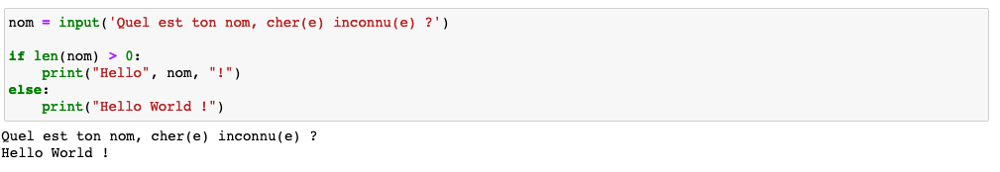 nom = input('Quel est ton nom, cher(e) inconnu(e) ?')
if len(nom) > 0:
    print("Hello", nom, "!")
else:
    print("Hello World !")
Quel est ton nom, cher(e) inconnu(e) ?
Hello World !